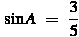 sinA = 3/5